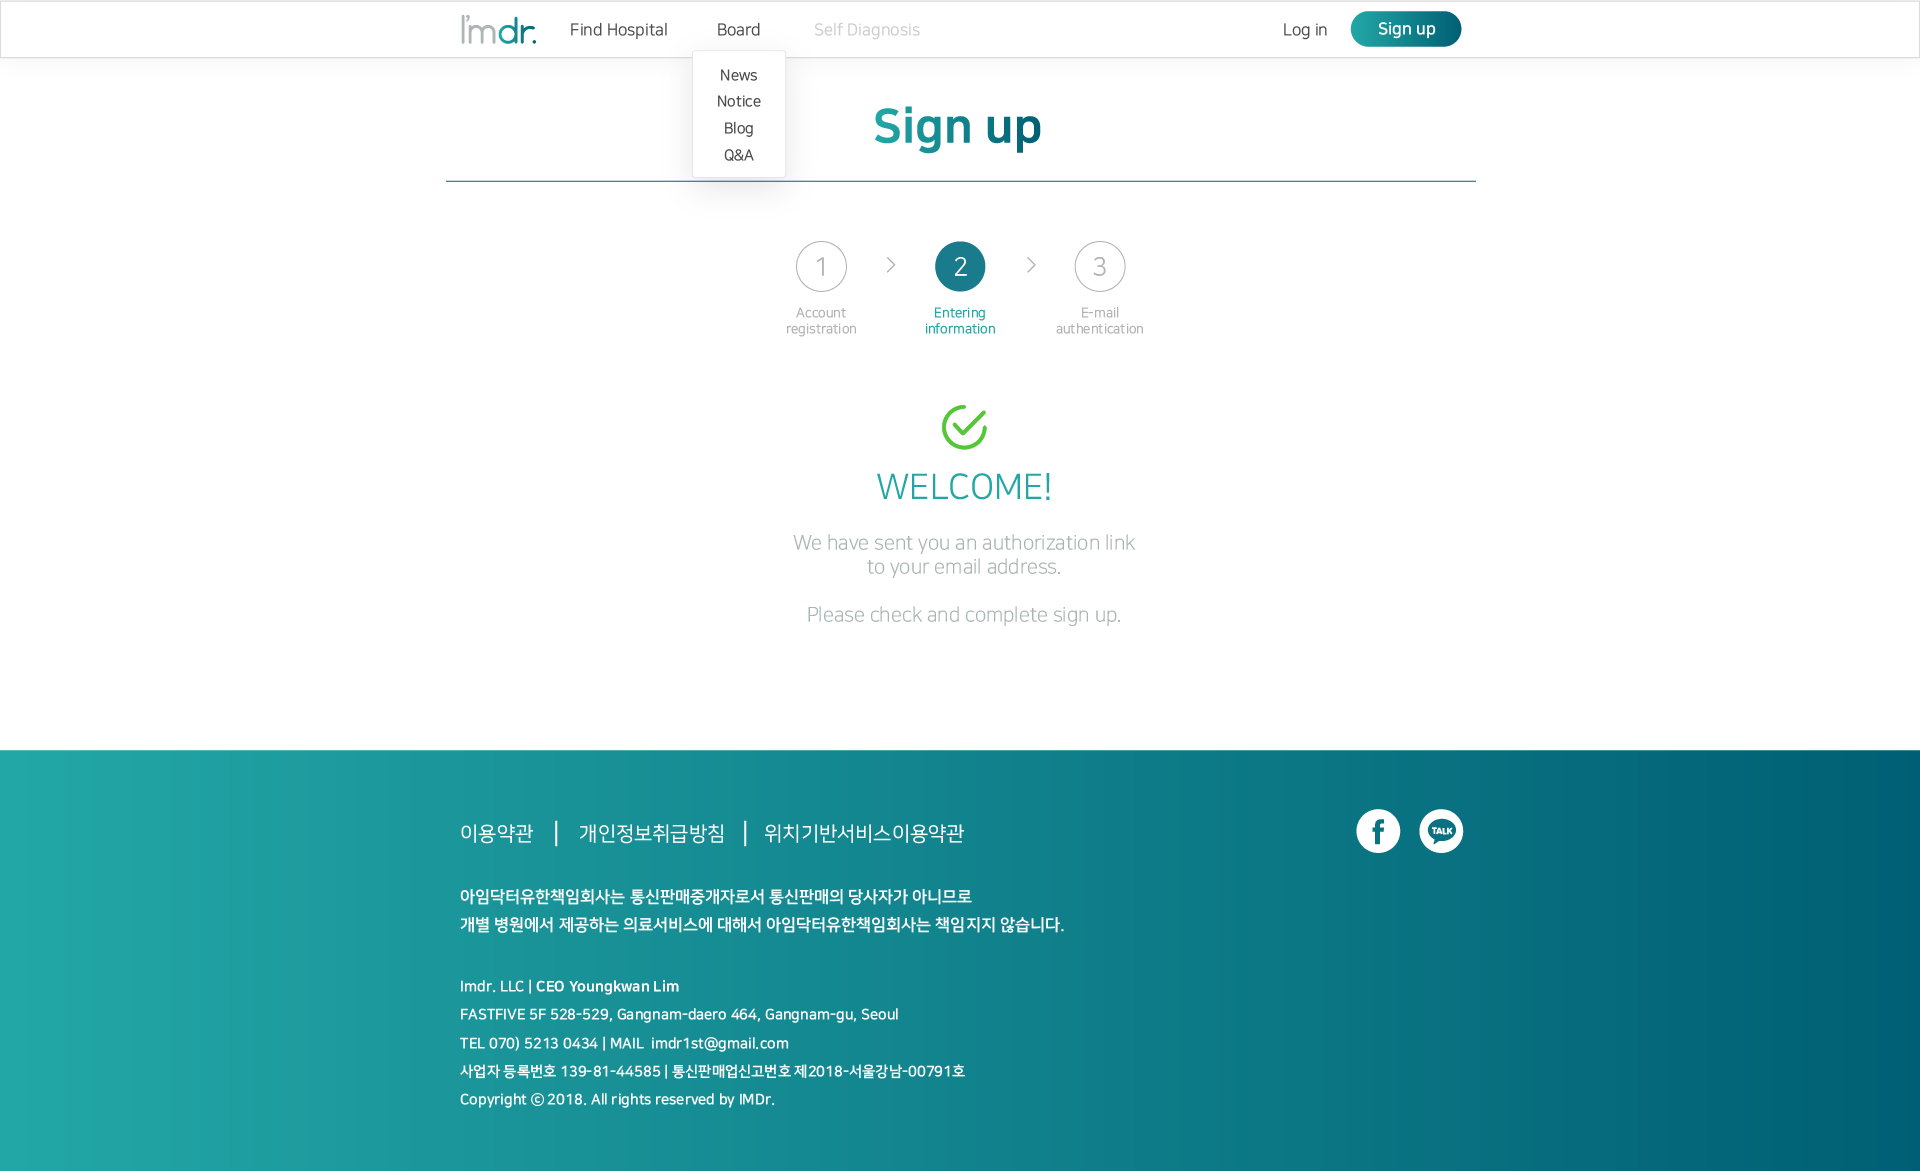 I'mdr.
Find Hospital
Board
Self Diagnosis
Log in
Sign up
News
Notice
Blog
Q&A
Sign up
1
2
3
Account
registration
Entering
information
E-mail
authentication
WELCOME!
We have sent you an authorization link
to your email address.
Please check and complete sign up.
이용약관 | 개인정보취급방침 | 위치기반서비스이용약관
f
TALK
아임닥터유한책임회사는 통신판매중개자로서 통신판매의 당사자가 아니므로
개별 병원에서 제공하는 의료서비스에 대해서 아임닥터유한책임회사는 책임지지 않습니다.
Imdr. LLC | CEO Youngkwan Lim
FASTFIVE 5F 528-529, Gangnam-daero 464, Gangnam-gu, Seoul
TEL 070) 5213 0434 | MAIL imdr1st@gmail.com
사업자 등록번호 139-81-44585 | 통신판매업신고번호 제2018-서울강남-00791호
Copyright ⓒ 2018. All rights reserved by IMDr.